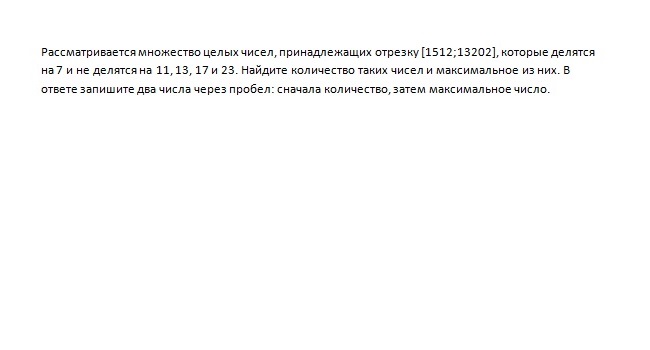 Рассматривается множество целых чисел, принадлежащих отрезку [1512;13202], которые делятся
на 7 и не делятся на 11, 13, 17 и 23. Найдите количество таких чисел и максимальное из них. В
ответе запишите два числа через пробел: сначала количество, затем максимальное число.